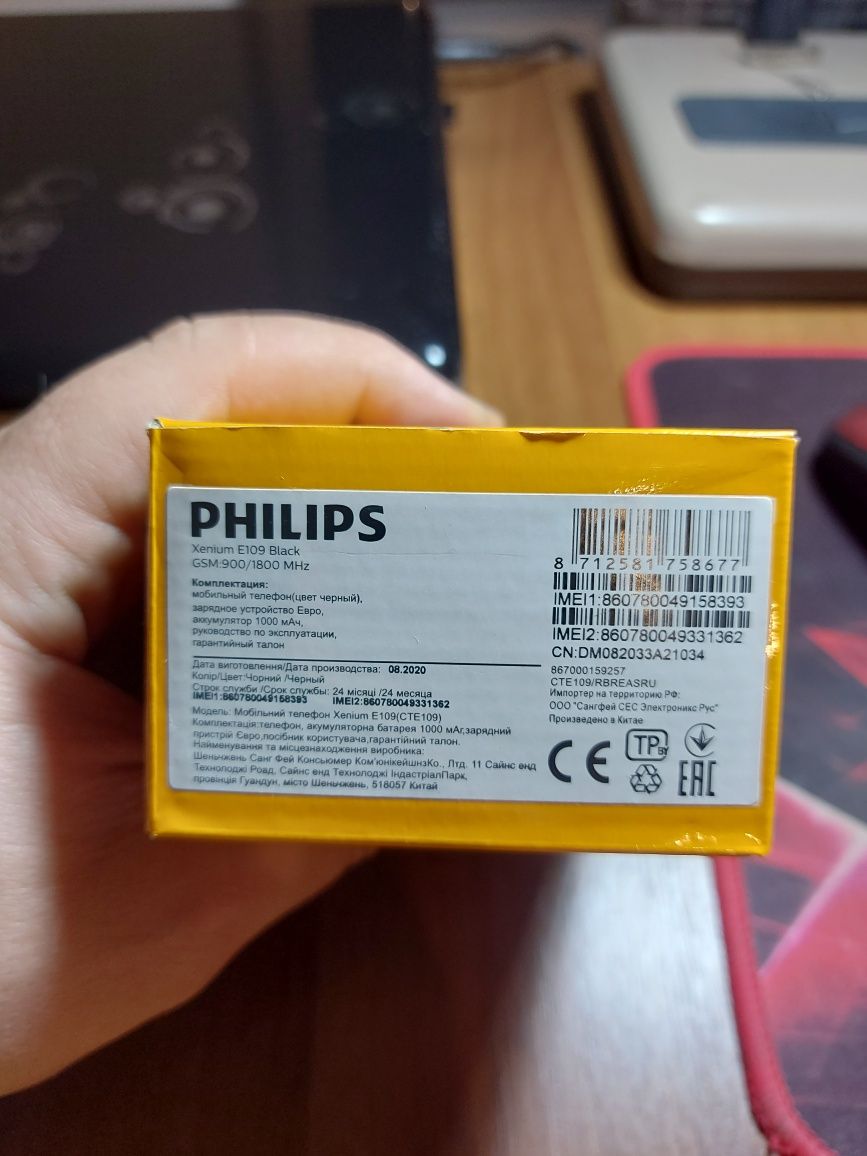 PHILIPS
Xenium E109 Black
GSM:900/1800 MHz
Комплектация:
мобильный телефон(цвет черный),
зарядное устройство Евро,
аккумулятор 1000 мАч,
руководство по эксплуатации,
гарантийный талон
Дата виготовлення/Дата производства: 08.2020
Колір/Цвет:Чорний /Черный
Строк служби /Срок службы: 24 місяці /24 месяца
IMEI1:860780049158393 IMEI2:860780049331362
Модель: Мобільний телефон Xenium E109(CTE109)
Комплектація:телефон, акумуляторна батарея 1000 мАг,зарядний
пристрій Євро,посібник користувача,гарантійний талон.
Найменування та місцезнаходження виробника:
Шеньчжень Санг Фей Консьюмер Ком'юнікейшнзКо., Лтд. 11 Сайнс енд
Технолоджі Роад, Сайнс енд Технолоджі ІндастріалПарк,
провінція Гуандун, місто Шеньчжень, 518057 Китай
8 712581 758677
IMEI1:860780049158393
IMEI2:860780049331362
CN:DM082033A21034
867000159257
CTE109/RBREASRU
Импортер на территорию РФ:
ООО "Сангфей СЕС Электроникс Рус"
Произведено в Китае
CE
TP
BY
EAC